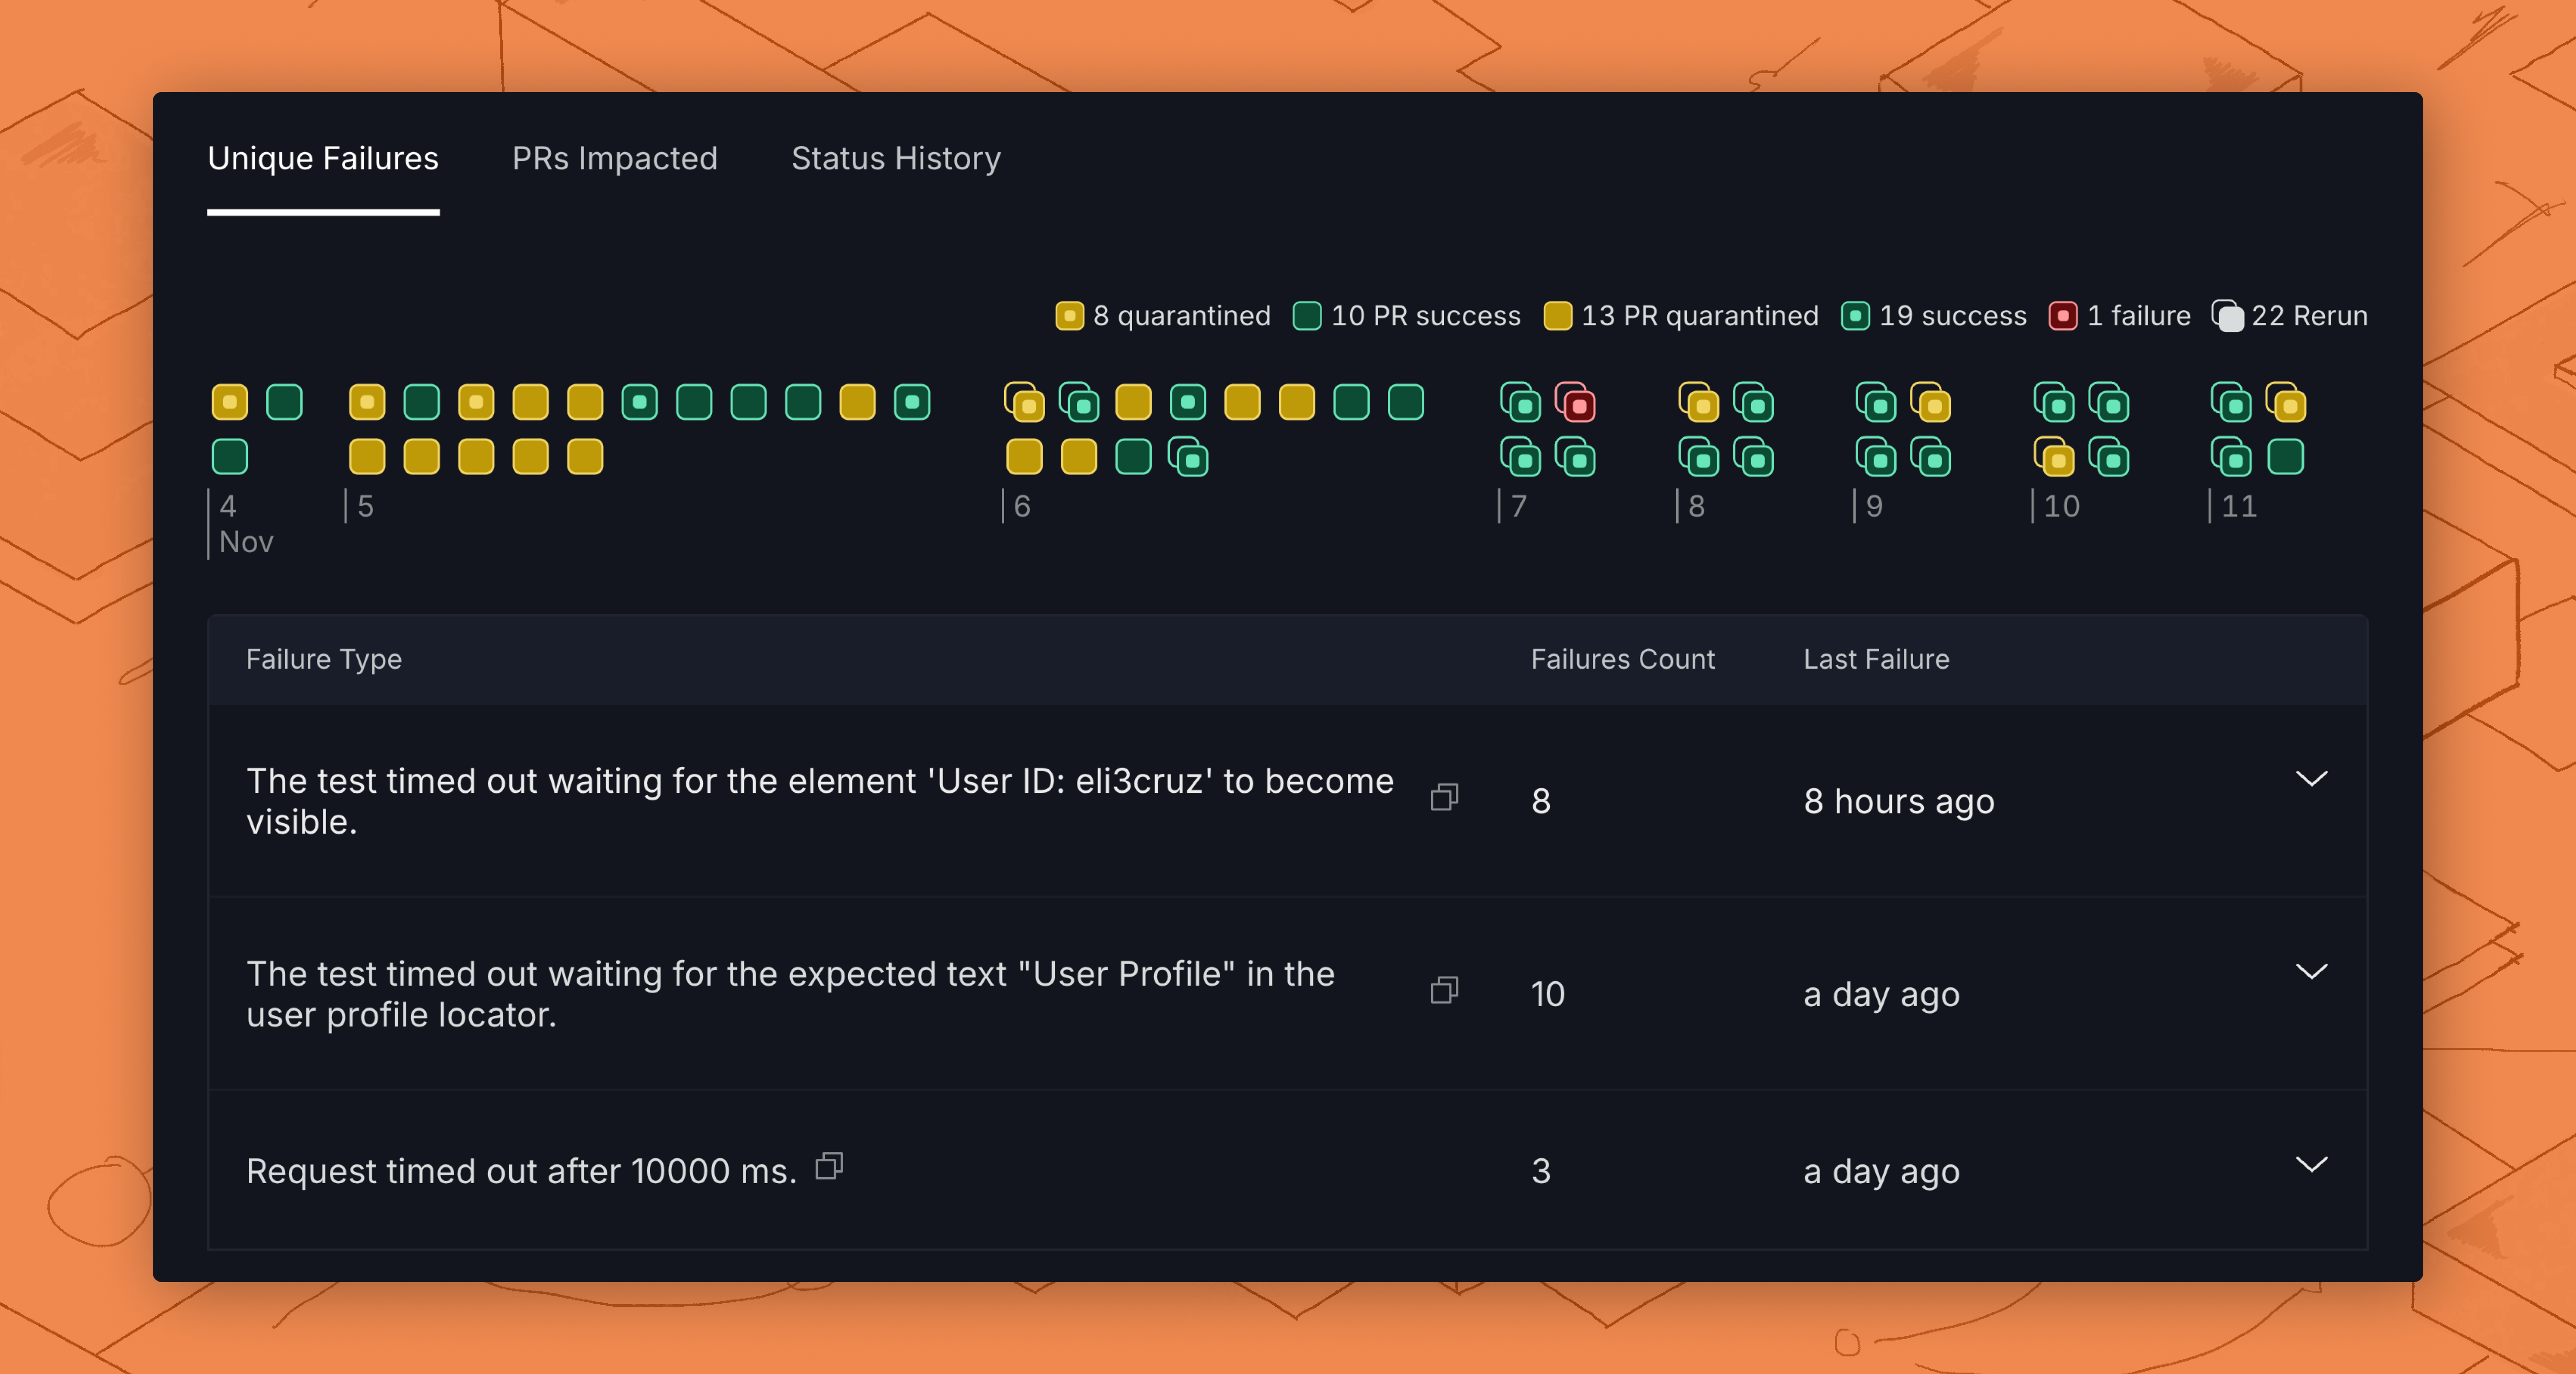 Unique Failures PRs Impacted Status History
8 quarantined 10 PR success 13 PR quarantined 19 success 1 failure 22 Rerun
4 5 6 7 8 9 10 11
Nov
Failure Type Failures Count Last Failure
The test timed out waiting for the element 'User ID: eli3cruz' to become
visible.
8 8 hours ago
The test timed out waiting for the expected text "User Profile" in the
user profile locator.
10 a day ago
Request timed out after 10000 ms. 3 a day ago